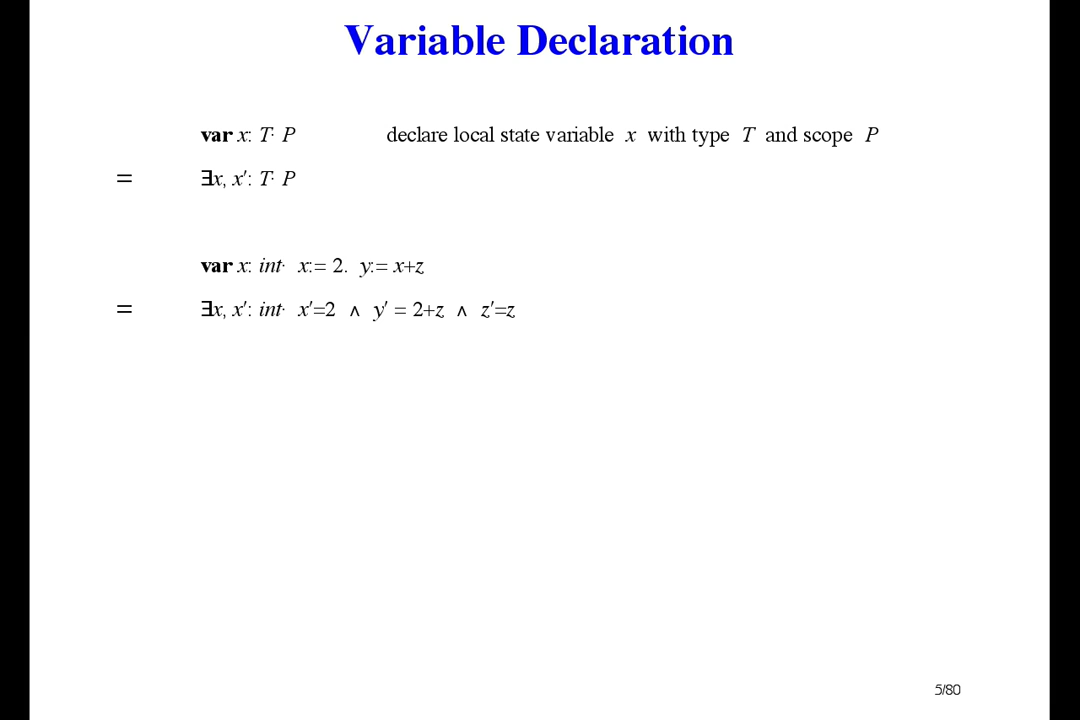 Variable Declaration
var x: T· P declare local state variable x with type T and scope P
= ∃x, x′: T· P
var x: int· x:= 2. y:= x+z
= ∃x, x′: int· x′=2 ∧ y′ = 2+z ∧ z′=z
5/80